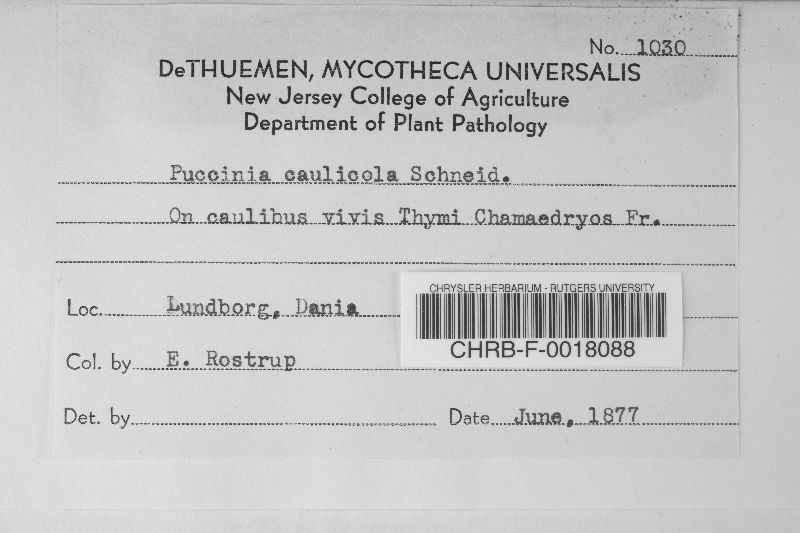 No. 1030
DeTHUEMEN, MYCOTHECA UNIVERSALIS
New Jersey College of Agriculture
Department of Plant Pathology
Puccinia caulicola Schneid.
On caulibus vivis Thymi Chamaedryos Fr.
Loc. Lundborg, Dania
CHRYSLER HERBARIUM - RUTGERS UNIVERSITY
CHRB-F-0018088
Col. by E. Rostrup
Det. by
Date June, 1877